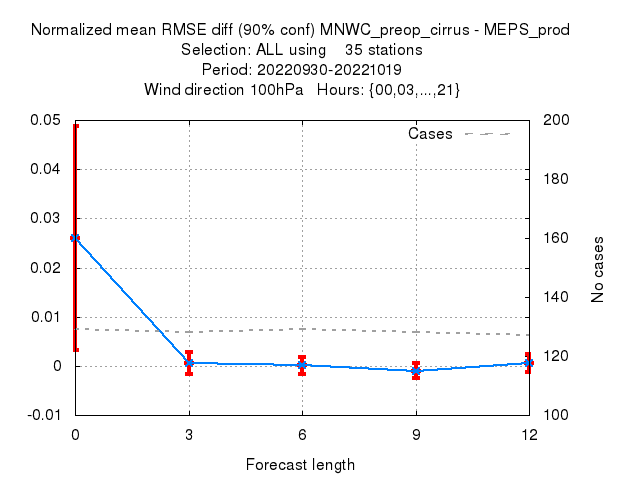 Normalized mean RMSE diff (90% conf) MNWC_preop_cirrus - MEPS_prod
Selection: ALL using 35 stations
Period: 20220930-20221019
Wind direction 100hPa Hours: {00,03,...,21}
Cases
0.05
0.04
0.03
0.02
0.01
0
-0.01
200
180
160
140
120
100
No cases
0 3 6 9 12
Forecast length